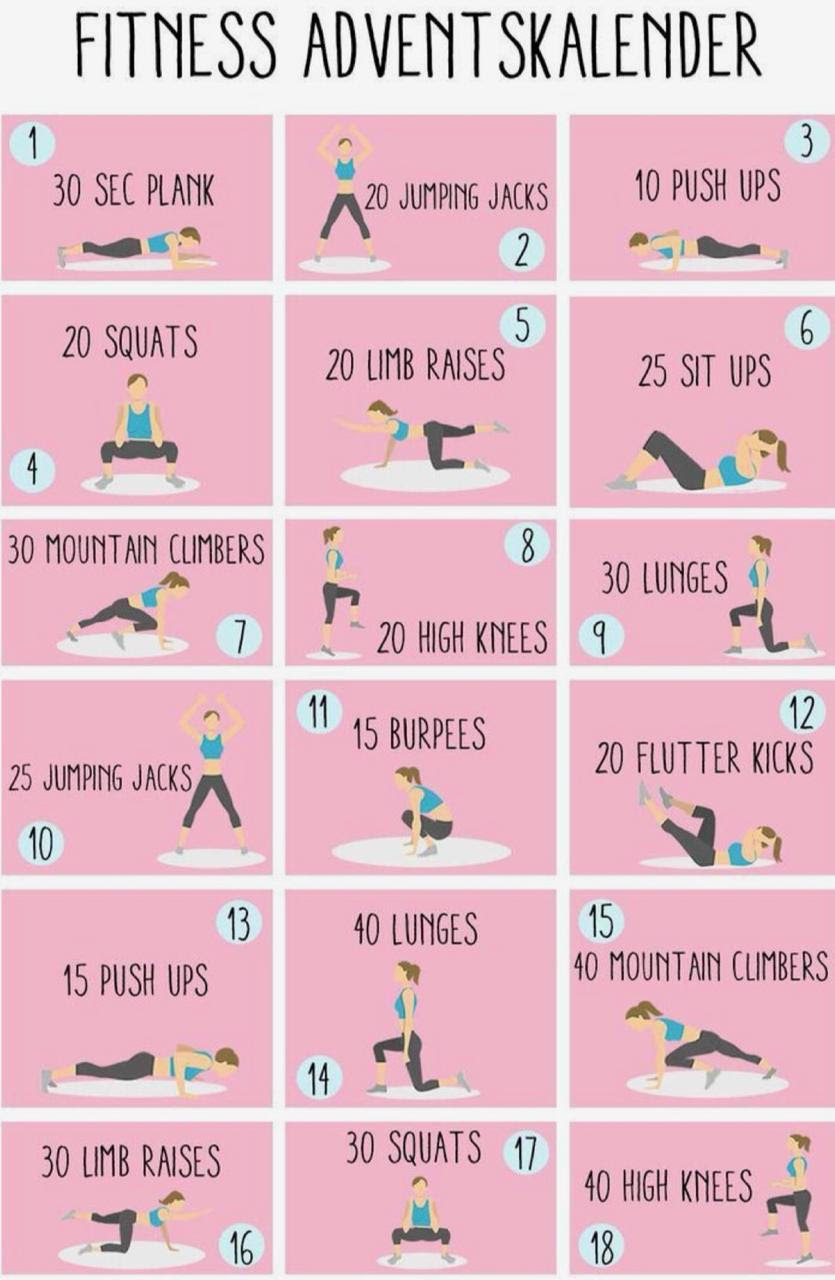 FITNESS ADVENTSKALENDER
1
30 SEC PLANK
20 JUMPING JACKS
2
3
10 PUSH UPS
20 SQUATS
4
5
20 LIMB RAISES
6
25 SIT UPS
30 MOUNTAIN CLIMBERS
7
8
20 HIGH KNEES
30 LUNGES
9
25 JUMPING JACKS
10
11
15 BURPEES
12
20 FLUTTER KICKS
13
15 PUSH UPS
40 LUNGES
14
15
40 MOUNTAIN CLIMBERS
30 LIMB RAISES
16
30 SQUATS 17
40 HIGH KNEES
18